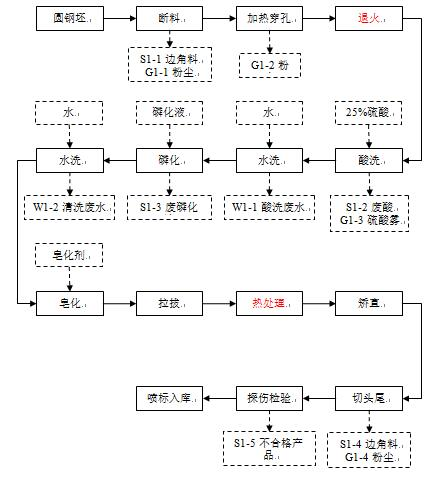 圆钢坯
断料
加热穿孔
退火
S1-1 边角料
G1-1 粉尘
G1-2 粉
水
磷化液
水
25%硫酸
水洗
磷化
水洗
酸洗
W1-2 清洗废水
S1-3 废磷化
W1-1 酸洗废水
S1-2 废酸
G1-3 硫酸雾
皂化剂
皂化
拉拔
热处理
矫直
喷标入库
探伤检验
切头尾
S1-5 不合格产
品
S1-4 边角料
G1-4 粉尘